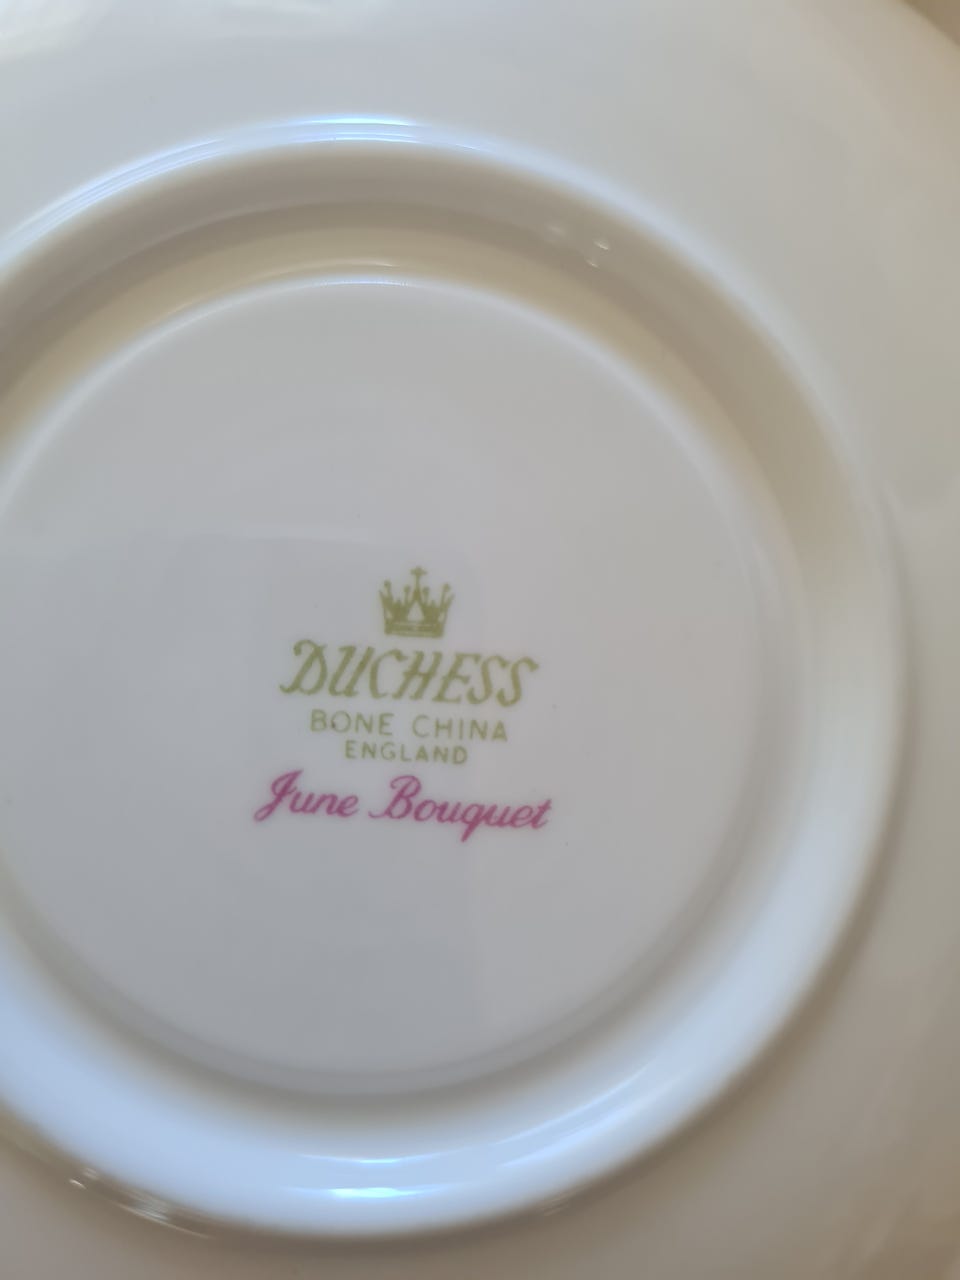 DUCHESS
BONE CHINA
ENGLAND
June Bouquet